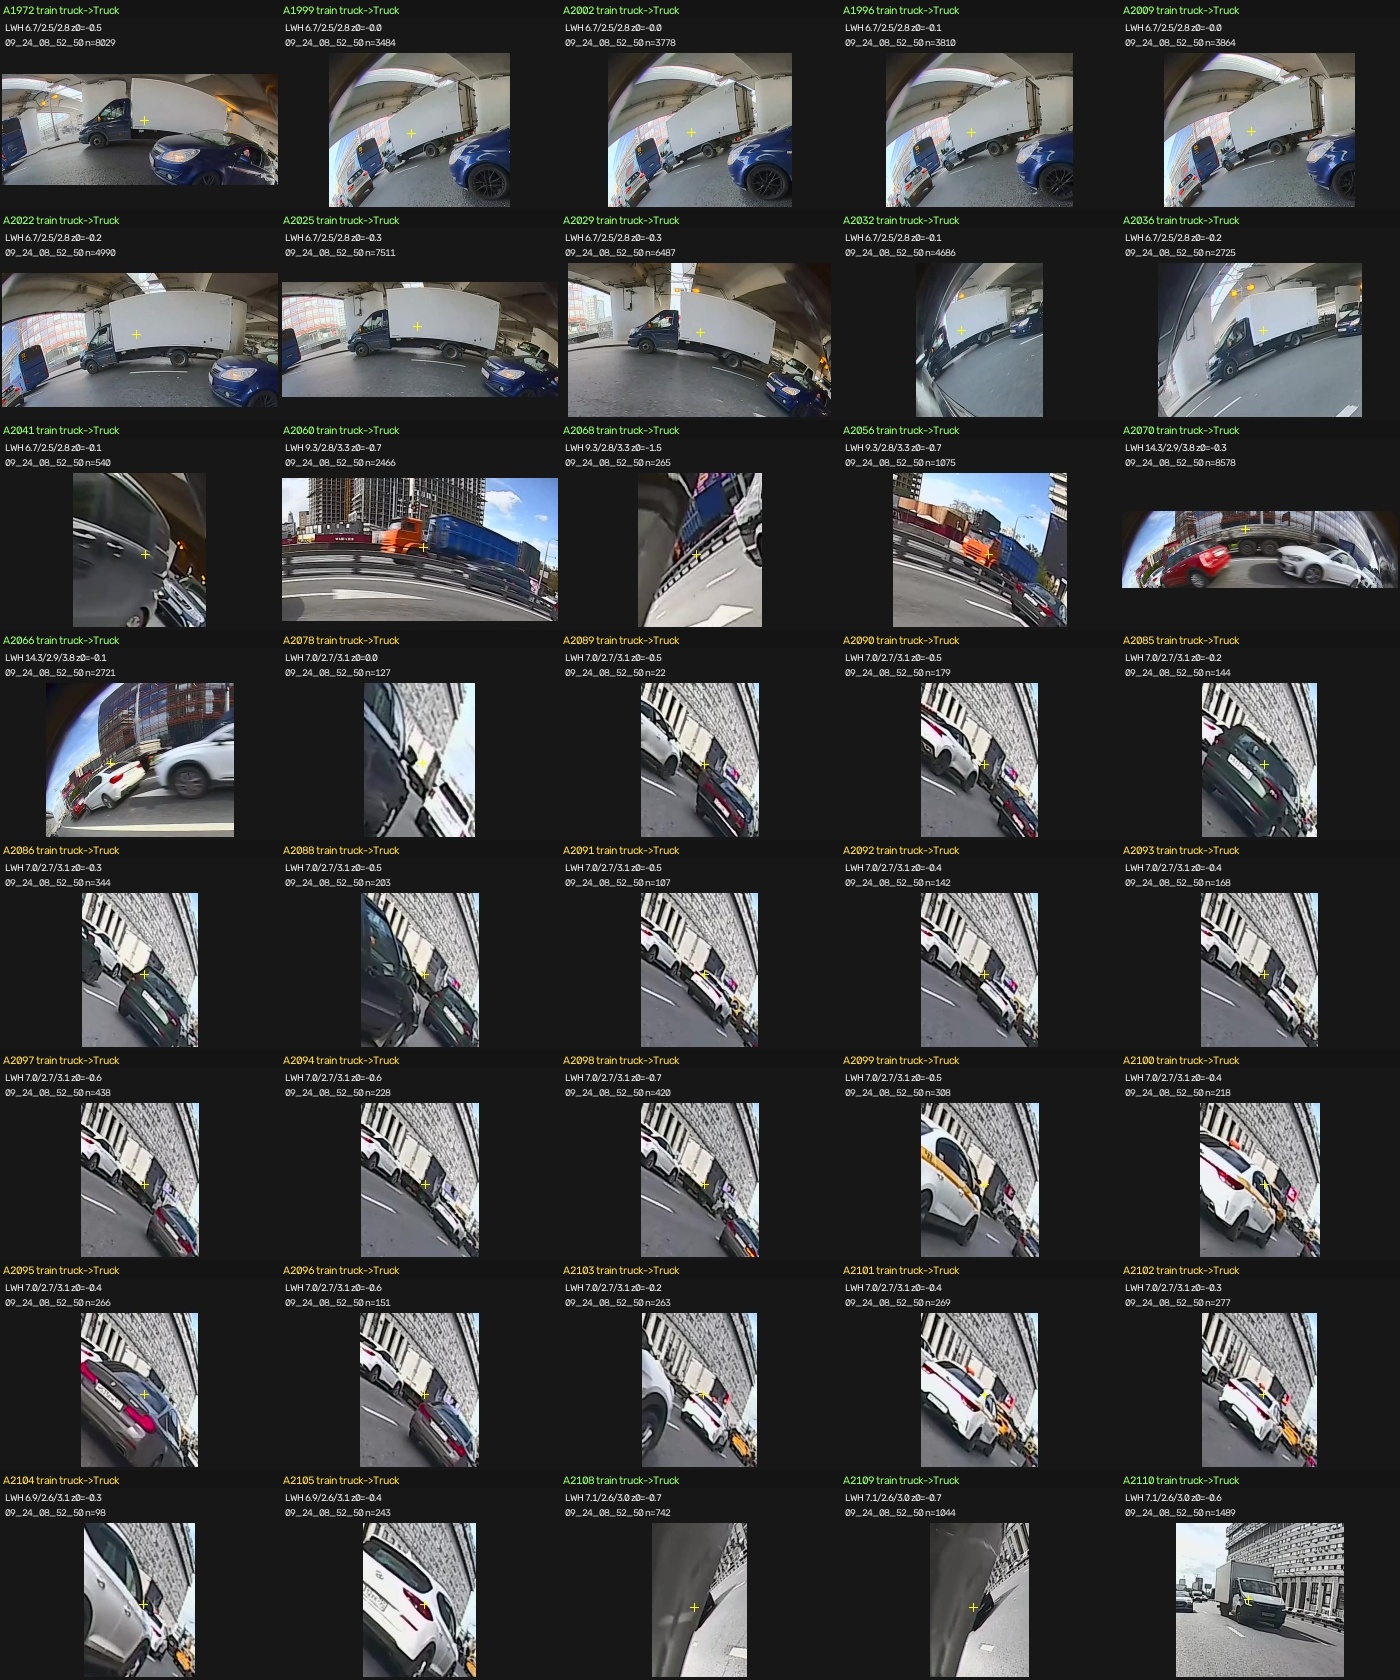 A1972 train truck->Truck
LWH 6.7/2.5/2.8 z0=-0.5
09_24_08_52_50 n=8029
A1999 train truck->Truck
LWH 6.7/2.5/2.8 z0=-0.0
09_24_08_52_50 n=3484
A2002 train truck->Truck
LWH 6.7/2.5/2.8 z0=-0.0
09_24_08_52_50 n=3778
A1996 train truck->Truck
LWH 6.7/2.5/2.8 z0=-0.1
09_24_08_52_50 n=3810
A2009 train truck->Truck
LWH 6.7/2.5/2.8 z0=-0.0
09_24_08_52_50 n=3864
A2022 train truck->Truck
LWH 6.7/2.5/2.8 z0=-0.2
09_24_08_52_50 n=4990
A2025 train truck->Truck
LWH 6.7/2.5/2.8 z0=-0.3
09_24_08_52_50 n=7511
A2029 train truck->Truck
LWH 6.7/2.5/2.8 z0=-0.3
09_24_08_52_50 n=6487
A2032 train truck->Truck
LWH 6.7/2.5/2.8 z0=-0.1
09_24_08_52_50 n=4686
A2036 train truck->Truck
LWH 6.7/2.5/2.8 z0=-0.2
09_24_08_52_50 n=2725
A2041 train truck->Truck
LWH 6.7/2.5/2.8 z0=-0.1
09_24_08_52_50 n=540
A2060 train truck->Truck
LWH 9.3/2.8/3.3 z0=-0.7
09_24_08_52_50 n=2466
A2068 train truck->Truck
LWH 9.3/2.8/3.3 z0=-1.5
09_24_08_52_50 n=265
A2056 train truck->Truck
LWH 9.3/2.8/3.3 z0=-0.7
09_24_08_52_50 n=1075
A2070 train truck->Truck
LWH 14.3/2.9/3.8 z0=-0.3
09_24_08_52_50 n=8578
A2066 train truck->Truck
LWH 14.3/2.9/3.8 z0=-0.1
09_24_08_52_50 n=2721
A2078 train truck->Truck
LWH 7.0/2.7/3.1 z0=0.0
09_24_08_52_50 n=127
A2089 train truck->Truck
LWH 7.0/2.7/3.1 z0=-0.5
09_24_08_52_50 n=22
A2090 train truck->Truck
LWH 7.0/2.7/3.1 z0=-0.5
09_24_08_52_50 n=179
A2085 train truck->Truck
LWH 7.0/2.7/3.1 z0=-0.2
09_24_08_52_50 n=144
A2086 train truck->Truck
LWH 7.0/2.7/3.1 z0=-0.3
09_24_08_52_50 n=344
A2088 train truck->Truck
LWH 7.0/2.7/3.1 z0=-0.5
09_24_08_52_50 n=203
A2091 train truck->Truck
LWH 7.0/2.7/3.1 z0=-0.5
09_24_08_52_50 n=107
A2092 train truck->Truck
LWH 7.0/2.7/3.1 z0=-0.4
09_24_08_52_50 n=142
A2093 train truck->Truck
LWH 7.0/2.7/3.1 z0=-0.4
09_24_08_52_50 n=168
A2097 train truck->Truck
LWH 7.0/2.7/3.1 z0=-0.6
09_24_08_52_50 n=438
A2094 train truck->Truck
LWH 7.0/2.7/3.1 z0=-0.6
09_24_08_52_50 n=228
A2098 train truck->Truck
LWH 7.0/2.7/3.1 z0=-0.7
09_24_08_52_50 n=420
A2099 train truck->Truck
LWH 7.0/2.7/3.1 z0=-0.5
09_24_08_52_50 n=308
A2100 train truck->Truck
LWH 7.0/2.7/3.1 z0=-0.4
09_24_08_52_50 n=218
A2095 train truck->Truck
LWH 7.0/2.7/3.1 z0=-0.4
09_24_08_52_50 n=266
A2096 train truck->Truck
LWH 7.0/2.7/3.1 z0=-0.6
09_24_08_52_50 n=151
A2103 train truck->Truck
LWH 7.0/2.7/3.1 z0=-0.2
09_24_08_52_50 n=263
A2101 train truck->Truck
LWH 7.0/2.7/3.1 z0=-0.4
09_24_08_52_50 n=269
A2102 train truck->Truck
LWH 7.0/2.7/3.1 z0=-0.3
09_24_08_52_50 n=277
A2104 train truck->Truck
LWH 6.9/2.6/3.1 z0=-0.3
09_24_08_52_50 n=98
A2105 train truck->Truck
LWH 6.9/2.6/3.1 z0=-0.4
09_24_08_52_50 n=243
A2108 train truck->Truck
LWH 7.1/2.6/3.0 z0=-0.7
09_24_08_52_50 n=742
A2109 train truck->Truck
LWH 7.1/2.6/3.0 z0=-0.7
09_24_08_52_50 n=1044
A2110 train truck->Truck
LWH 7.1/2.6/3.0 z0=-0.6
09_24_08_52_50 n=1489